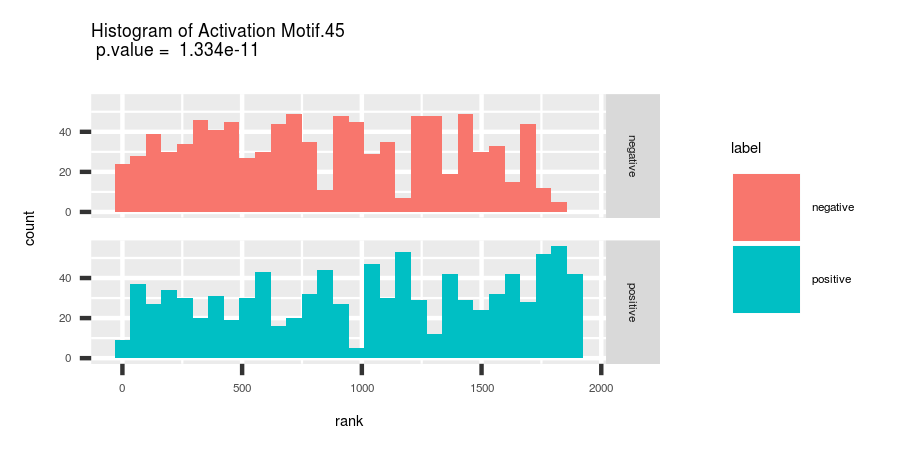 Histogram of Activation Motif.45
p.value = 1.334e-11
count
40
20
0
negative
40
20
0
positive
0 500 1000 1500 2000
rank
label
negative
positive